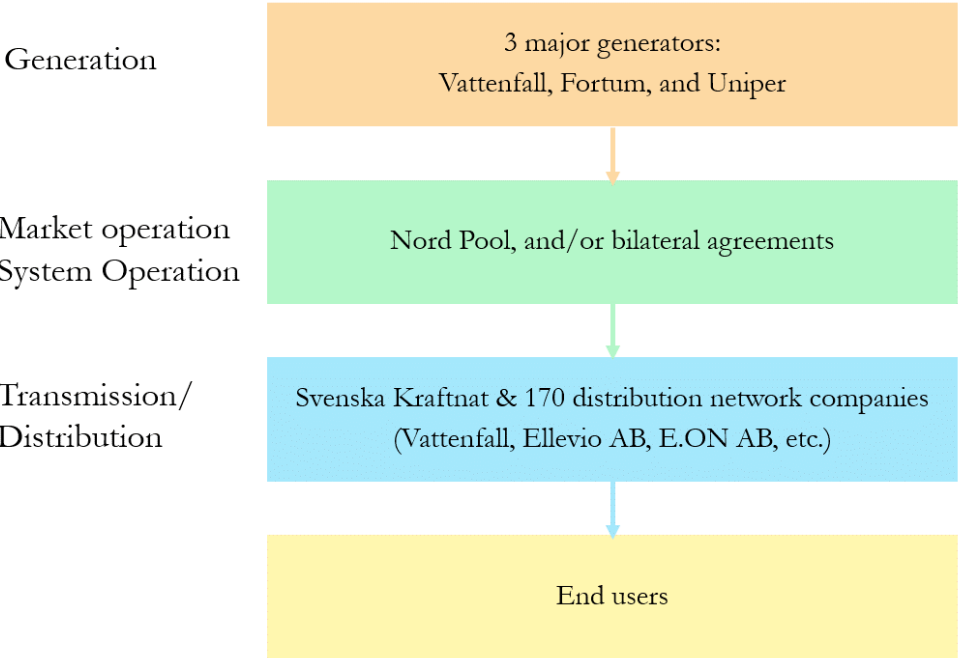 Generation
3 major generators:
Vattenfall, Fortum, and Uniper
Market operation
System Operation
Nord Pool, and/or bilateral agreements
Transmission/
Distribution
Svenska Kraftnat & 170 distribution network companies
(Vattenfall, Ellevio AB, E.ON AB, etc.)
End users